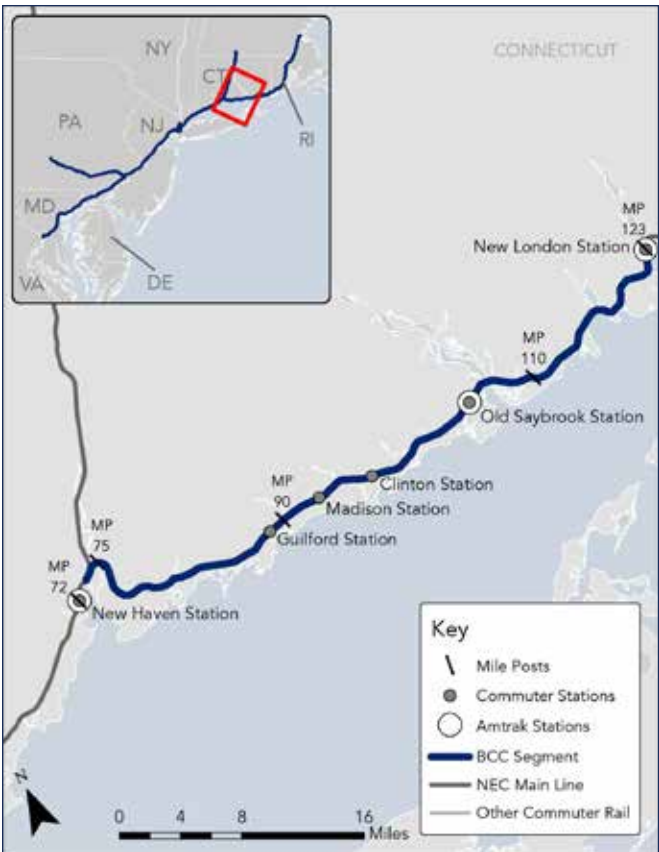 NY
CT
PA
NJ
RI
MD
VA
DE
CONNECTICUT
MP
123
New London Station
MP
110
Old Saybrook Station
Clinton Station
MP
90
Madison Station
Guilford Station
MP
75
MP
72
New Haven Station
Key
Mile Posts
Commuter Stations
Amtrak Stations
BCC Segment
NEC Main Line
Other Commuter Rail
N
0 4 8 16
Miles